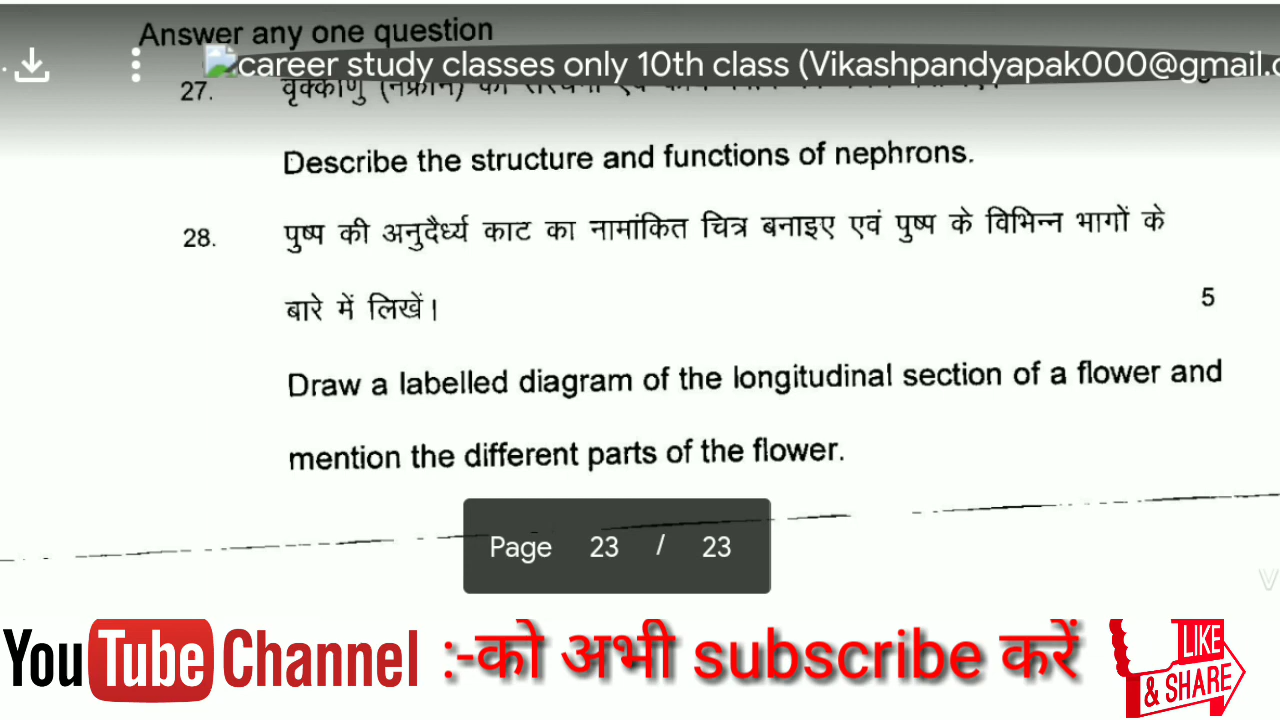 Answer any one question
career study classes only 10th class (Vikashpandyapak000@gmail.c
27. वृक्काणु (नेफ्रॉन) की संरचना एवं
Describe the structure and functions of nephrons.
28. पुष्प की अनुदैर्ध्य काट का नामांकित चित्र बनाइए एवं पुष्प के विभिन्न भागों के
बारे में लिखें। 5
Draw a labelled diagram of the longitudinal section of a flower and
mention the different parts of the flower.
Page 23 / 23
V
YouTube Channel :-को अभी subscribe करें
LIKE
& SHARE